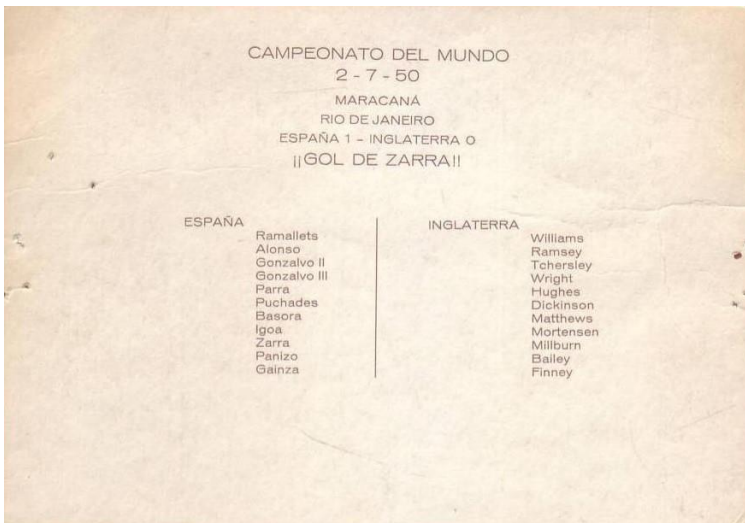 CAMPEONATO DEL MUNDO
2 - 7 - 50
MARACANÁ
RIO DE JANEIRO
ESPAÑA 1 - INGLATERRA 0
¡¡GOL DE ZARRA!!
ESPAÑA
Ramallets
Alonso
Gonzalvo II
Gonzalvo III
Parra
Puchades
Basora
Igoa
Zarra
Panizo
Gainza
INGLATERRA
Williams
Ramsey
Tchersley
Wright
Hughes
Dickinson
Matthews
Mortensen
Millburn
Bailey
Finney